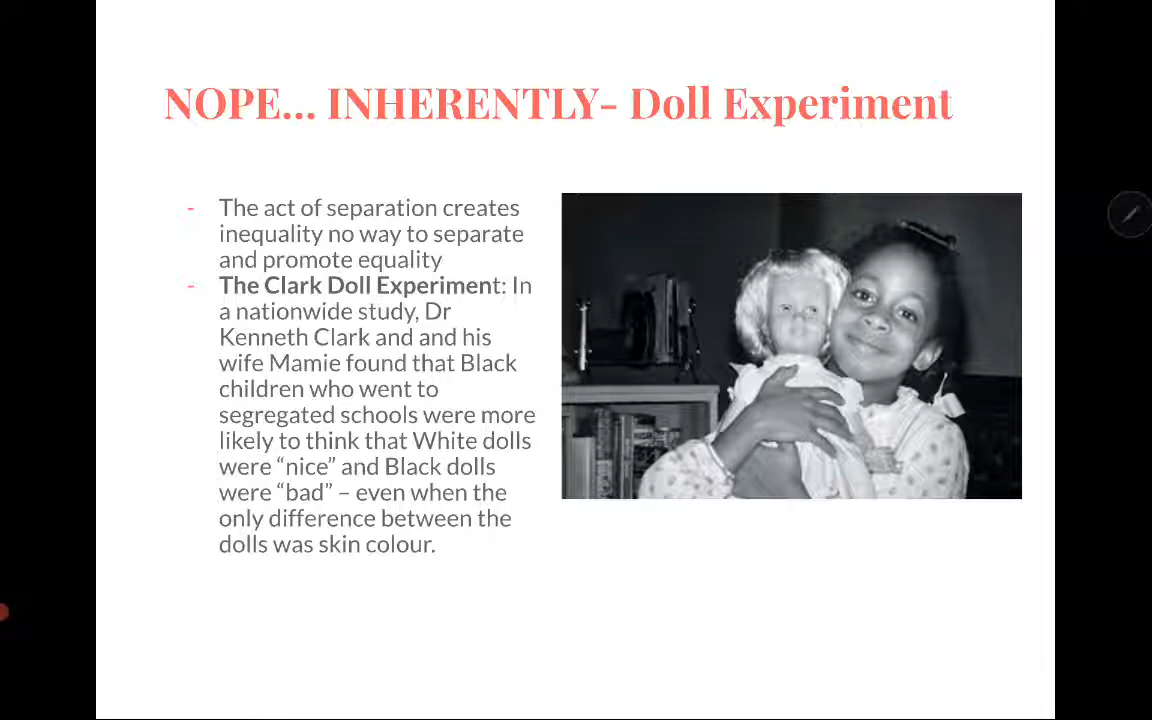 NOPE... INHERENTLY- Doll Experiment
- The act of separation creates
inequality no way to separate
and promote equality
- The Clark Doll Experiment: In
a nationwide study, Dr
Kenneth Clark and and his
wife Mamie found that Black
children who went to
segregated schools were more
likely to think that White dolls
were “nice” and Black dolls
were “bad” – even when the
only difference between the
dolls was skin colour.